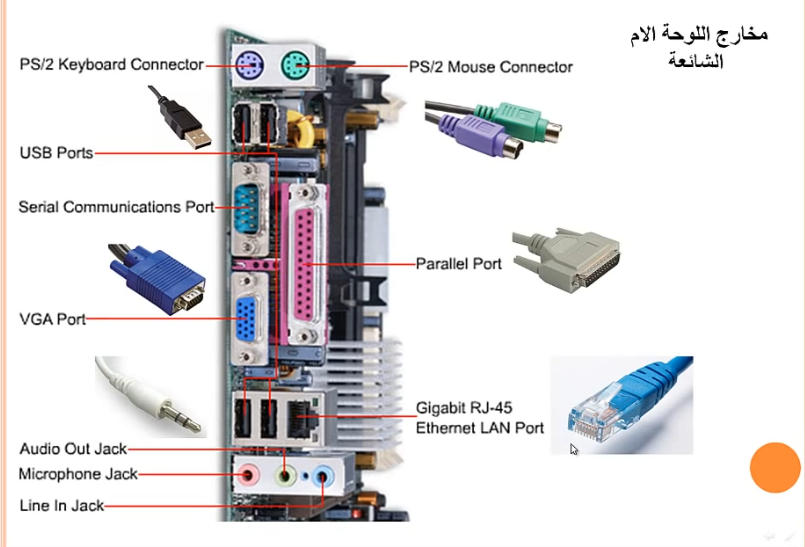 مخارج اللوحة الام
الشائعة
PS/2 Keyboard Connector
PS/2 Mouse Connector
USB Ports
Serial Communications Port
Parallel Port
VGA Port
Gigabit RJ-45
Ethernet LAN Port
Audio Out Jack
Microphone Jack
Line In Jack